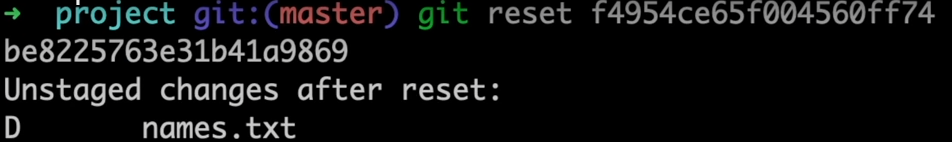 ➜ project git:(master) git reset f4954ce65f004560ff74
be8225763e31b41a9869
Unstaged changes after reset:
D names.txt